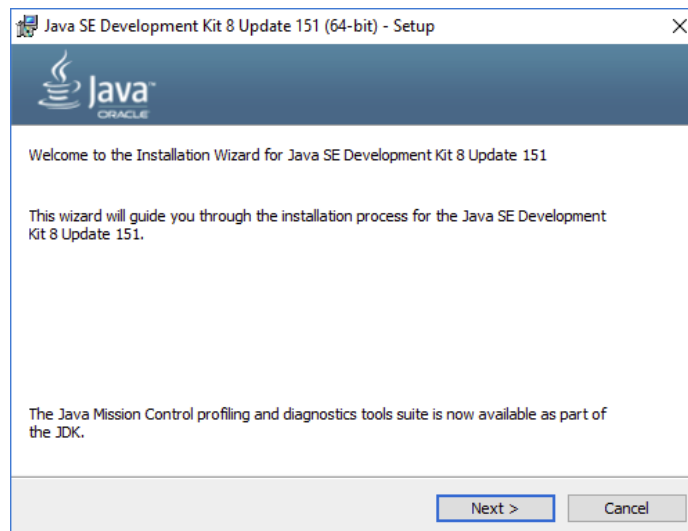 Java SE Development Kit 8 Update 151 (64-bit) - Setup
Java™
ORACLE
Welcome to the Installation Wizard for Java SE Development Kit 8 Update 151
This wizard will guide you through the installation process for the Java SE Development
Kit 8 Update 151.
The Java Mission Control profiling and diagnostics tools suite is now available as part of
the JDK.
Next >
Cancel